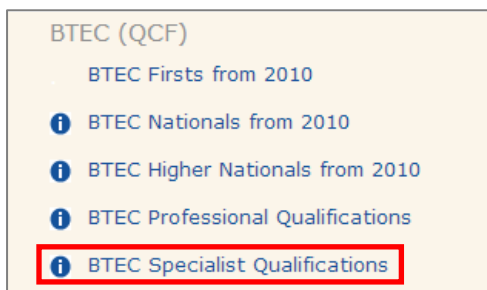 BTEC (QCF)
BTEC Firsts from 2010
BTEC Nationals from 2010
BTEC Higher Nationals from 2010
BTEC Professional Qualifications
BTEC Specialist Qualifications